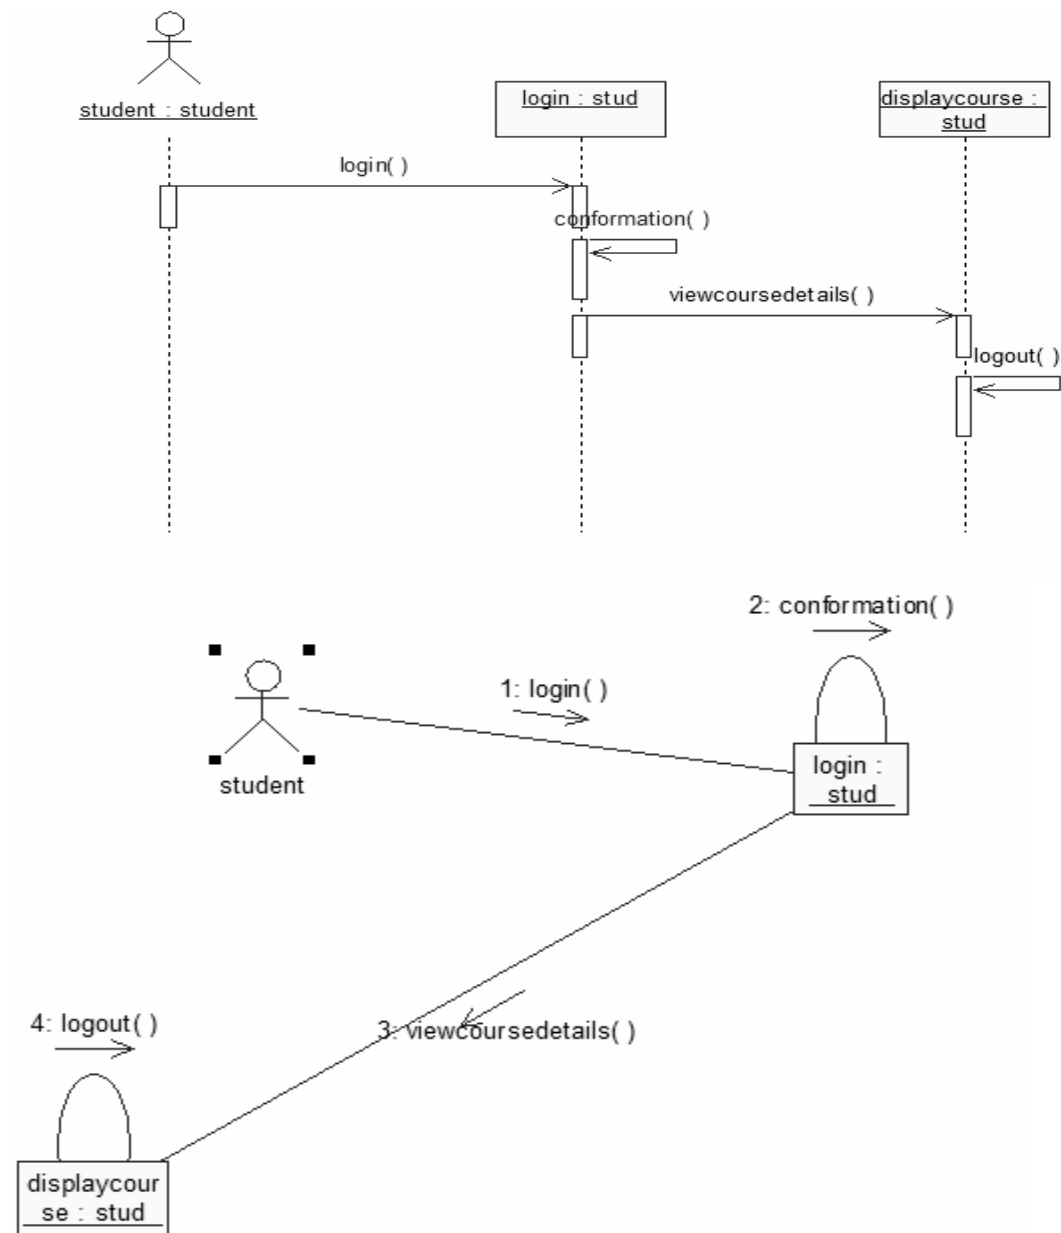 student : student
login : stud
displaycourse :
stud
login( )
conformation( )
viewcoursedetails( )
logout( )
2: conformation( )
1: login( )
student
login :
stud
4: logout( )
3: viewcoursedetails( )
displaycour
se : stud